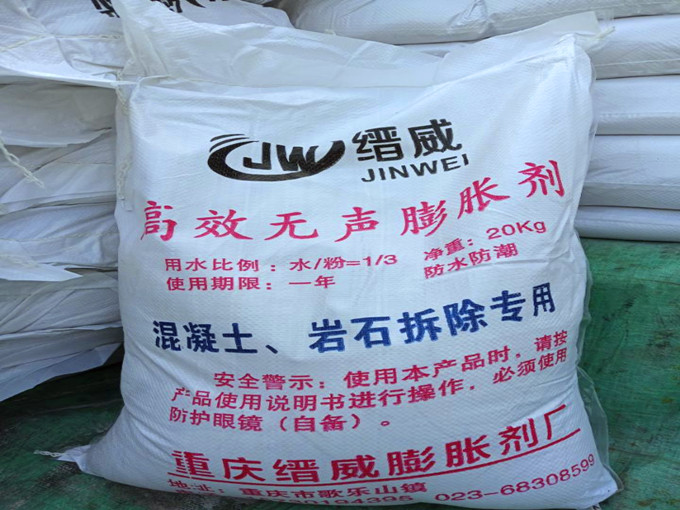 JW 缙威
JINWEI
高效无声膨胀剂
用水比例：水/粉=1/3 净重：20Kg
使用期限：一年 防水防潮
混凝土、岩石拆除专用
安全警示：使用本产品时，请按
产品使用说明书进行操作，必须使用
防护眼镜（自备）。
重庆缙威膨胀剂厂
地址：重庆市歌乐山镇
023-68308599